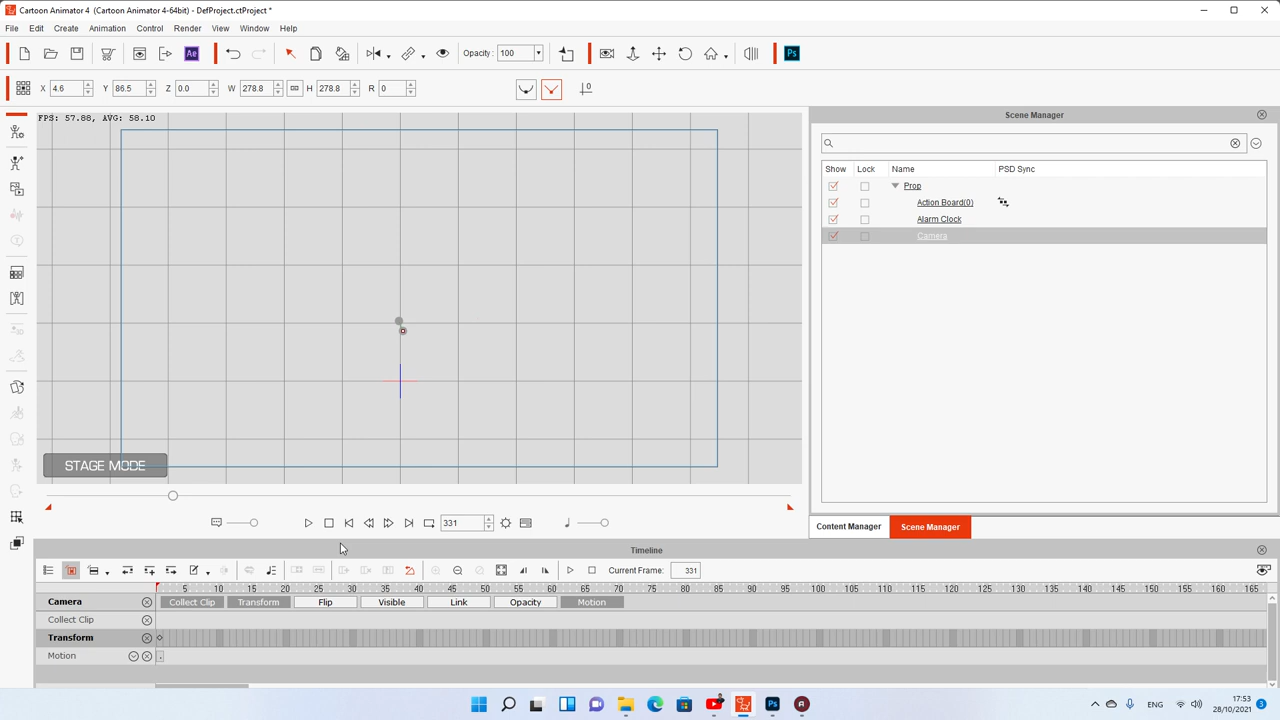 Cartoon Animator 4 (Cartoon Animator 4-64bit) - DefProject.ctProject *
File Edit Create Animation Control Render View Window Help
Ae Opacity : 100 Ps
X 4.6 Y 86.5 Z 0.0 W 278.8 H 278.8 R 0 0
FPS: 57.88, AVG: 58.10
Scene Manager
Show Lock Name PSD Sync
Prop
Action Board(0)
Alarm Clock
Camera
STAGE MODE
331
Content Manager Scene Manager
Timeline
Current Frame: 331
5 10 15 20 25 30 35 40 45 50 55 60 65 70 75 80 85 90 95 100 105 110 115 120 125 130 135 140 145 150 155 160 165
Camera Collect Clip Transform Flip Visible Link Opacity Motion
Collect Clip
Transform
Motion
Ps A ENG 17:53
28/10/2021 3